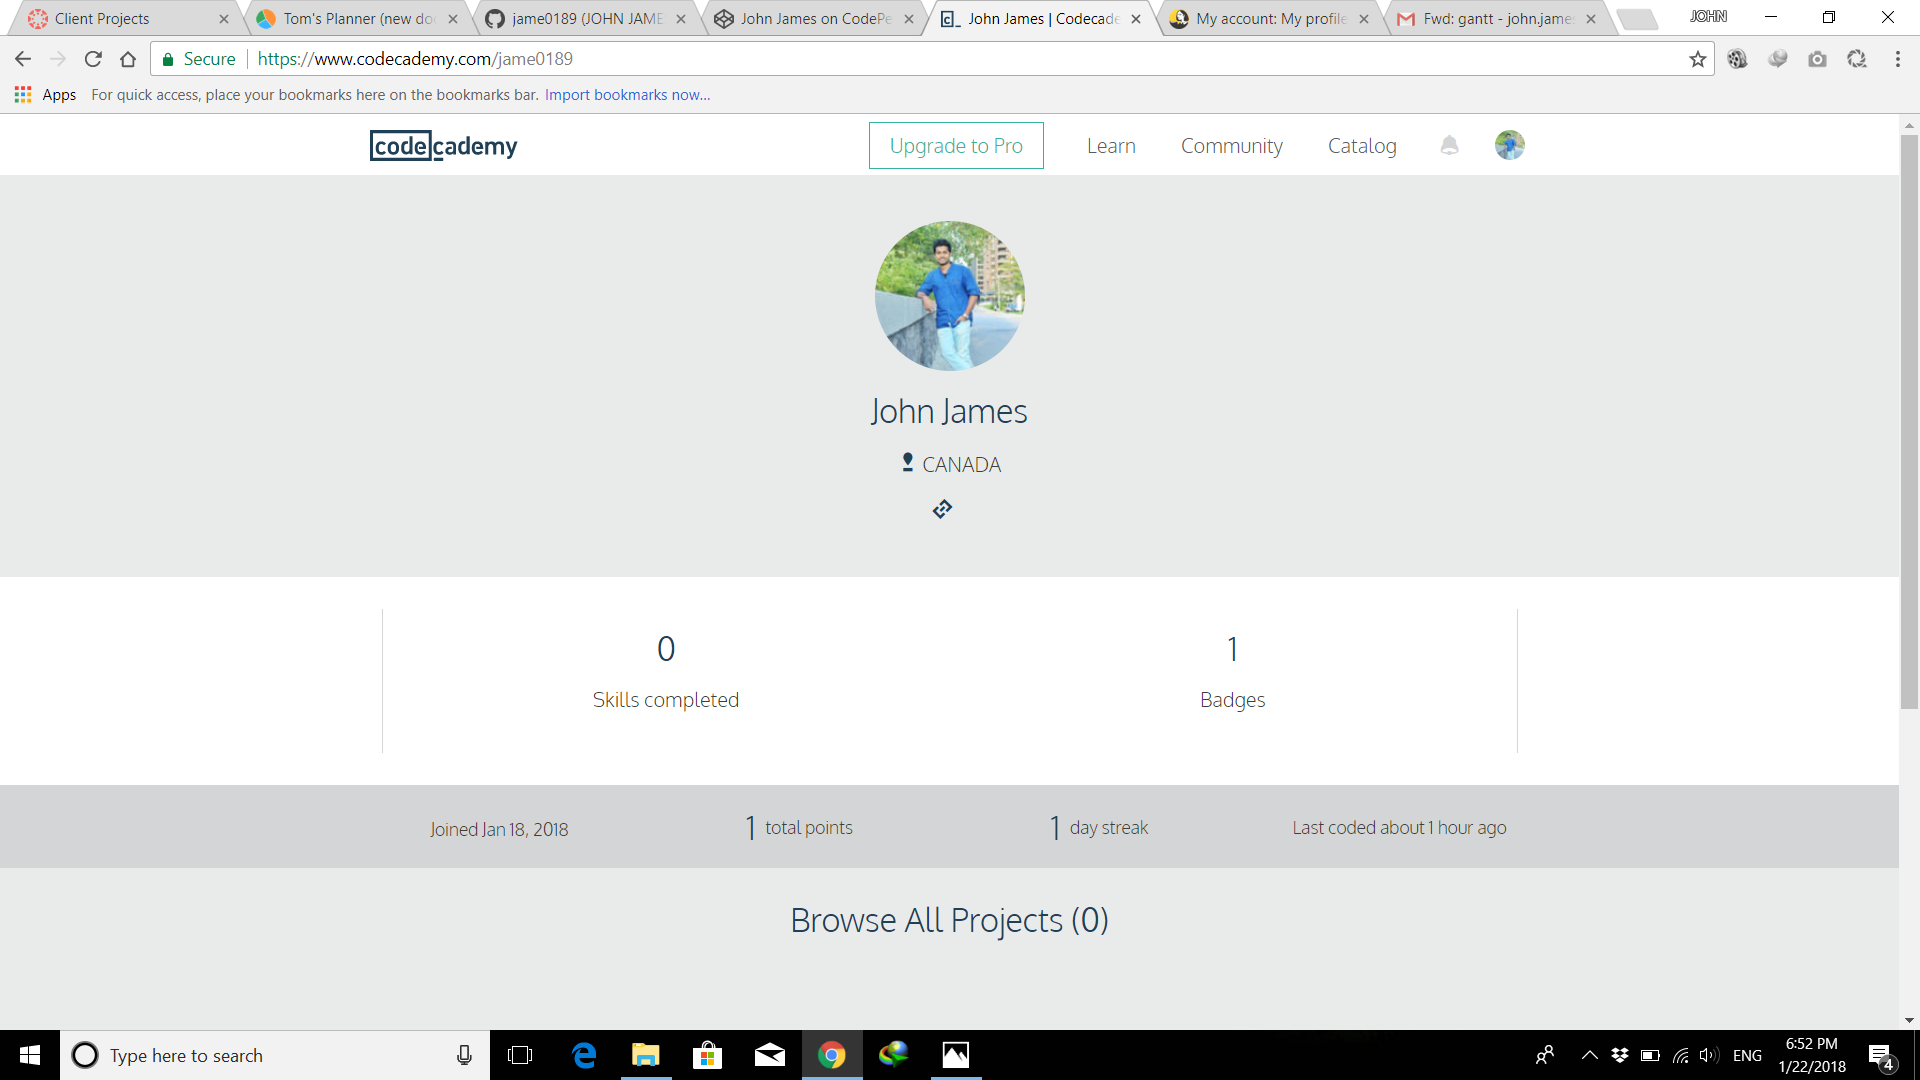 Client Projects
Tom's Planner (new do
jame0189 (JOHN JAME
John James on CodePe
John James | Codecade
My account: My profile
Fwd: gantt - john.jame
JOHN
Secure https://www.codecademy.com/jame0189
Apps For quick access, place your bookmarks here on the bookmarks bar. Import bookmarks now...
codecademy
Upgrade to Pro Learn Community Catalog
John James
CANADA
0
Skills completed
1
Badges
Joined Jan 18, 2018
1 total points
1 day streak
Last coded about 1 hour ago
Browse All Projects (0)
Type here to search
ENG
6:52 PM
1/22/2018
4